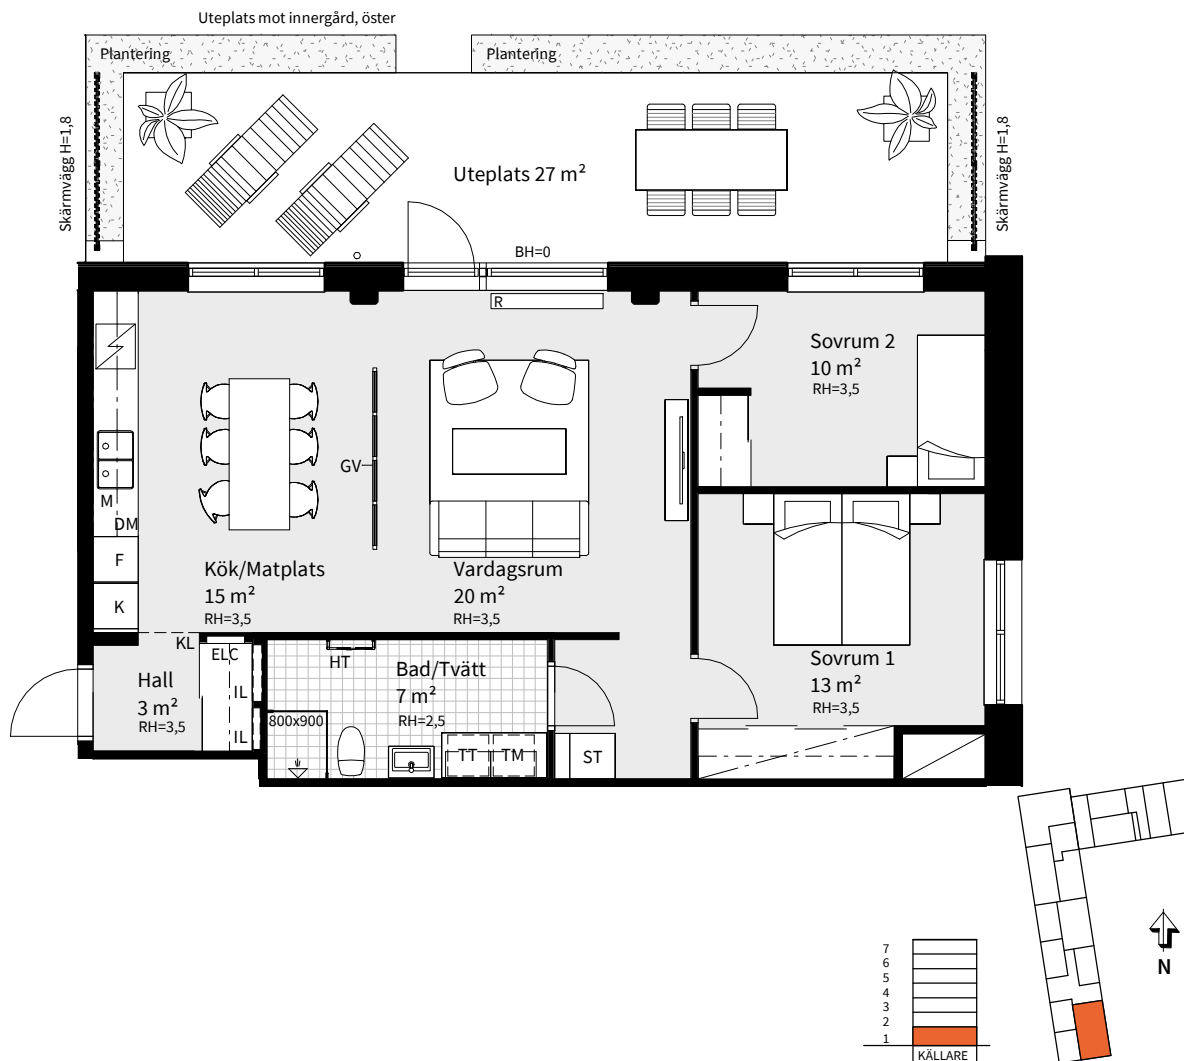 Uteplats mot innergård, öster
Plantering
Plantering
Skärmvägg H=1,8
Skärmvägg H=1,8
Uteplats 27 m²
BH=0
R
Sovrum 2
10 m²
RH=3,5
GV
M
DM
F
K
Kök/Matplats
15 m²
RH=3,5
Vardagsrum
20 m²
RH=3,5
KL
ELC
HT
Hall
3 m²
RH=3,5
IL
IL
Bad/Tvätt
7 m²
RH=2,5
800x900
TT
TM
ST
Sovrum 1
13 m²
RH=3,5
7
6
5
4
3
2
1
KÄLLARE
N